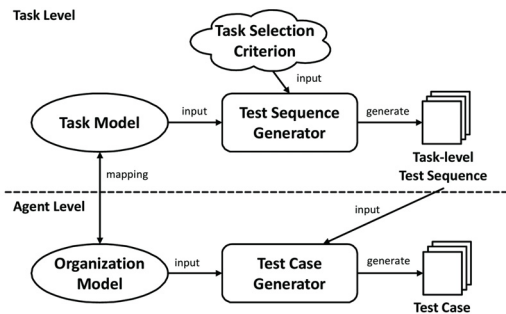 Task Level
Task Selection
Criterion
input
Task Model
input
Test Sequence
Generator
generate
Task-level
Test Sequence
mapping
Agent Level
input
Organization
Model
input
Test Case
Generator
generate
Test Case